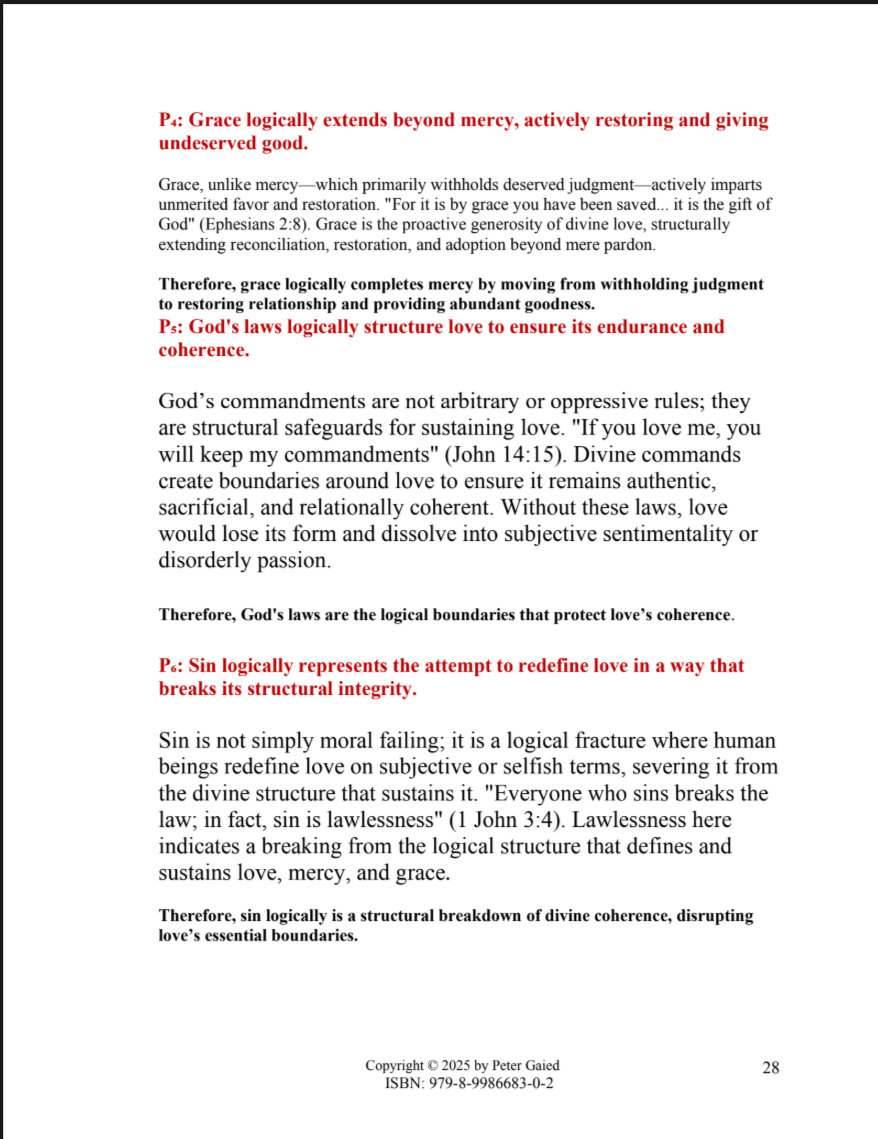 P₄: Grace logically extends beyond mercy, actively restoring and giving
undeserved good.
Grace, unlike mercy—which primarily withholds deserved judgment—actively imparts
unmerited favor and restoration. "For it is by grace you have been saved... it is the gift of
God" (Ephesians 2:8). Grace is the proactive generosity of divine love, structurally
extending reconciliation, restoration, and adoption beyond mere pardon.
Therefore, grace logically completes mercy by moving from withholding judgment
to restoring relationship and providing abundant goodness.
P₅: God's laws logically structure love to ensure its endurance and
coherence.
God’s commandments are not arbitrary or oppressive rules; they
are structural safeguards for sustaining love. "If you love me, you
will keep my commandments" (John 14:15). Divine commands
create boundaries around love to ensure it remains authentic,
sacrificial, and relationally coherent. Without these laws, love
would lose its form and dissolve into subjective sentimentality or
disorderly passion.
Therefore, God's laws are the logical boundaries that protect love’s coherence.
P₆: Sin logically represents the attempt to redefine love in a way that
breaks its structural integrity.
Sin is not simply moral failing; it is a logical fracture where human
beings redefine love on subjective or selfish terms, severing it from
the divine structure that sustains it. "Everyone who sins breaks the
law; in fact, sin is lawlessness" (1 John 3:4). Lawlessness here
indicates a breaking from the logical structure that defines and
sustains love, mercy, and grace.
Therefore, sin logically is a structural breakdown of divine coherence, disrupting
love’s essential boundaries.
Copyright © 2025 by Peter Gaied
ISBN: 979-8-9986683-0-2
28